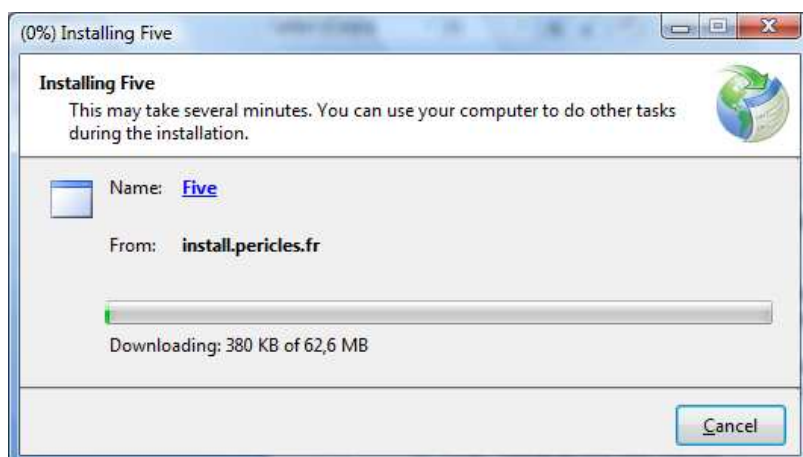 (0%) Installing Five
Installing Five
This may take several minutes. You can use your computer to do other tasks
during the installation.
Name: Five
From: install.pericles.fr
Downloading: 380 KB of 62,6 MB
Cancel